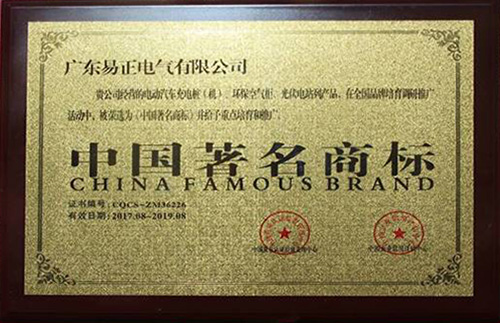 广东易正电气有限公司
贵公司经营的电动汽车充电桩（机） 环保空气柜、光伏电站列产品，在全国品牌培育调研推广
活动中，被荣选为《中国著名商标》并给予重点培育和推广。
中国著名商标
CHINA FAMOUS BRAND
证书编号: CQCS-ZM36226
有效日期: 2017.08-2019.08